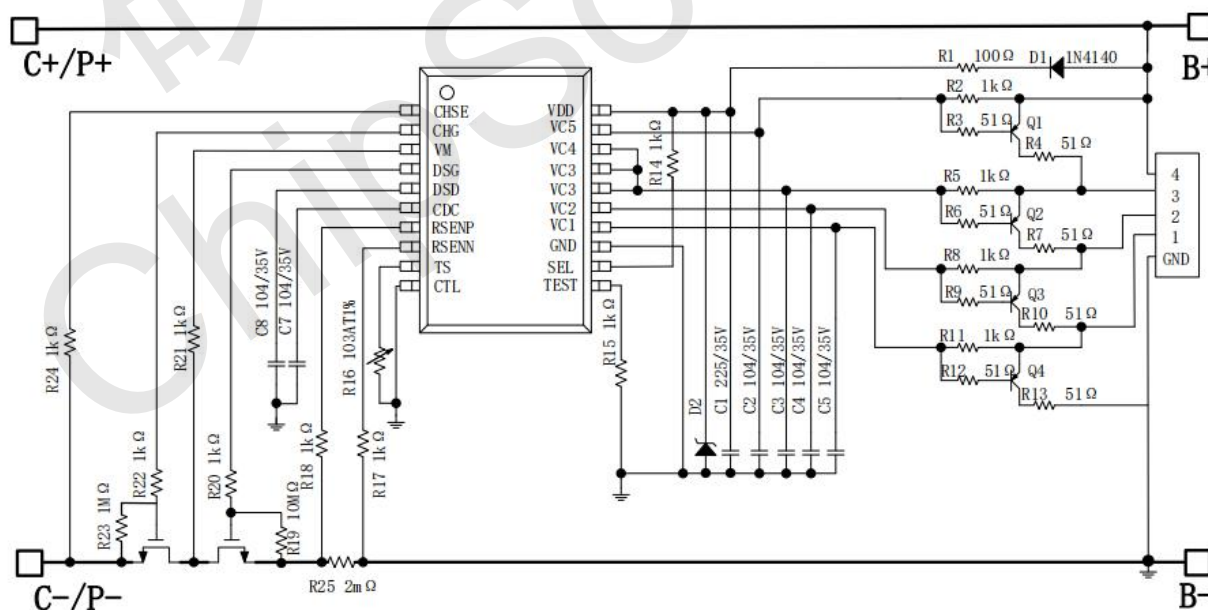 C+/P+
B+
R1 100Ω D1 1N4140
R2 1kΩ
R3 51Ω Q1
R4 51Ω
R5 1kΩ
R6 51Ω Q2
R7 51Ω
R8 1kΩ
R9 51Ω Q3
R10 51Ω
R11 1kΩ
R12 51Ω Q4
R13 51Ω
4
3
2
1
GND
CHSE VDD
CHG VC5
VM VC4
DSG VC3
DSD VC3
CDC VC2
RSENP VC1
RSENN GND
TS SEL
CTL TEST
R14 1kΩ
R24 1kΩ
R21 1kΩ
C8 104/35V
C7 104/35V
R16 103AT1%
R15 1kΩ
D2
C1 225/35V
C2 104/35V
C3 104/35V
C4 104/35V
C5 104/35V
R23 1MΩ
R22 1kΩ
R20 1kΩ
R19 10MΩ
R18 1kΩ
R17 1kΩ
R25 2mΩ
C-/P-
B-